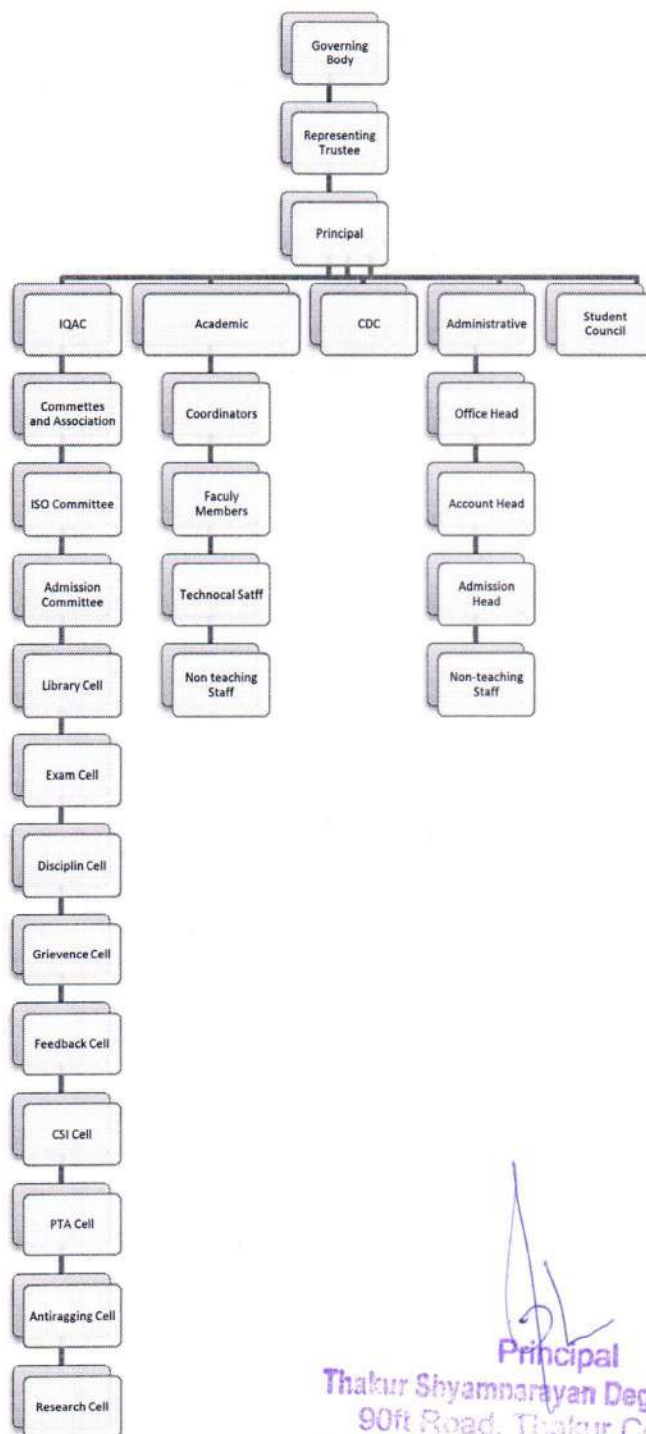 Governing
Body
Representing
Trustee
Principal
IQAC
Academic
CDC
Administrative
Student
Council
Commettes
and Association
Coordinators
Office Head
ISO Committee
Faculy
Members
Account Head
Admission
Committee
Technocal Satff
Admission
Head
Library Cell
Non teaching
Staff
Non-teaching
Staff
Exam Cell
Disciplin Cell
Grievence Cell
Feedback Cell
CSI Cell
PTA Cell
Antiragging Cell
Research Cell
Principal
Thakur Shyamnarayan Deg
90ft Road, Thakur Co